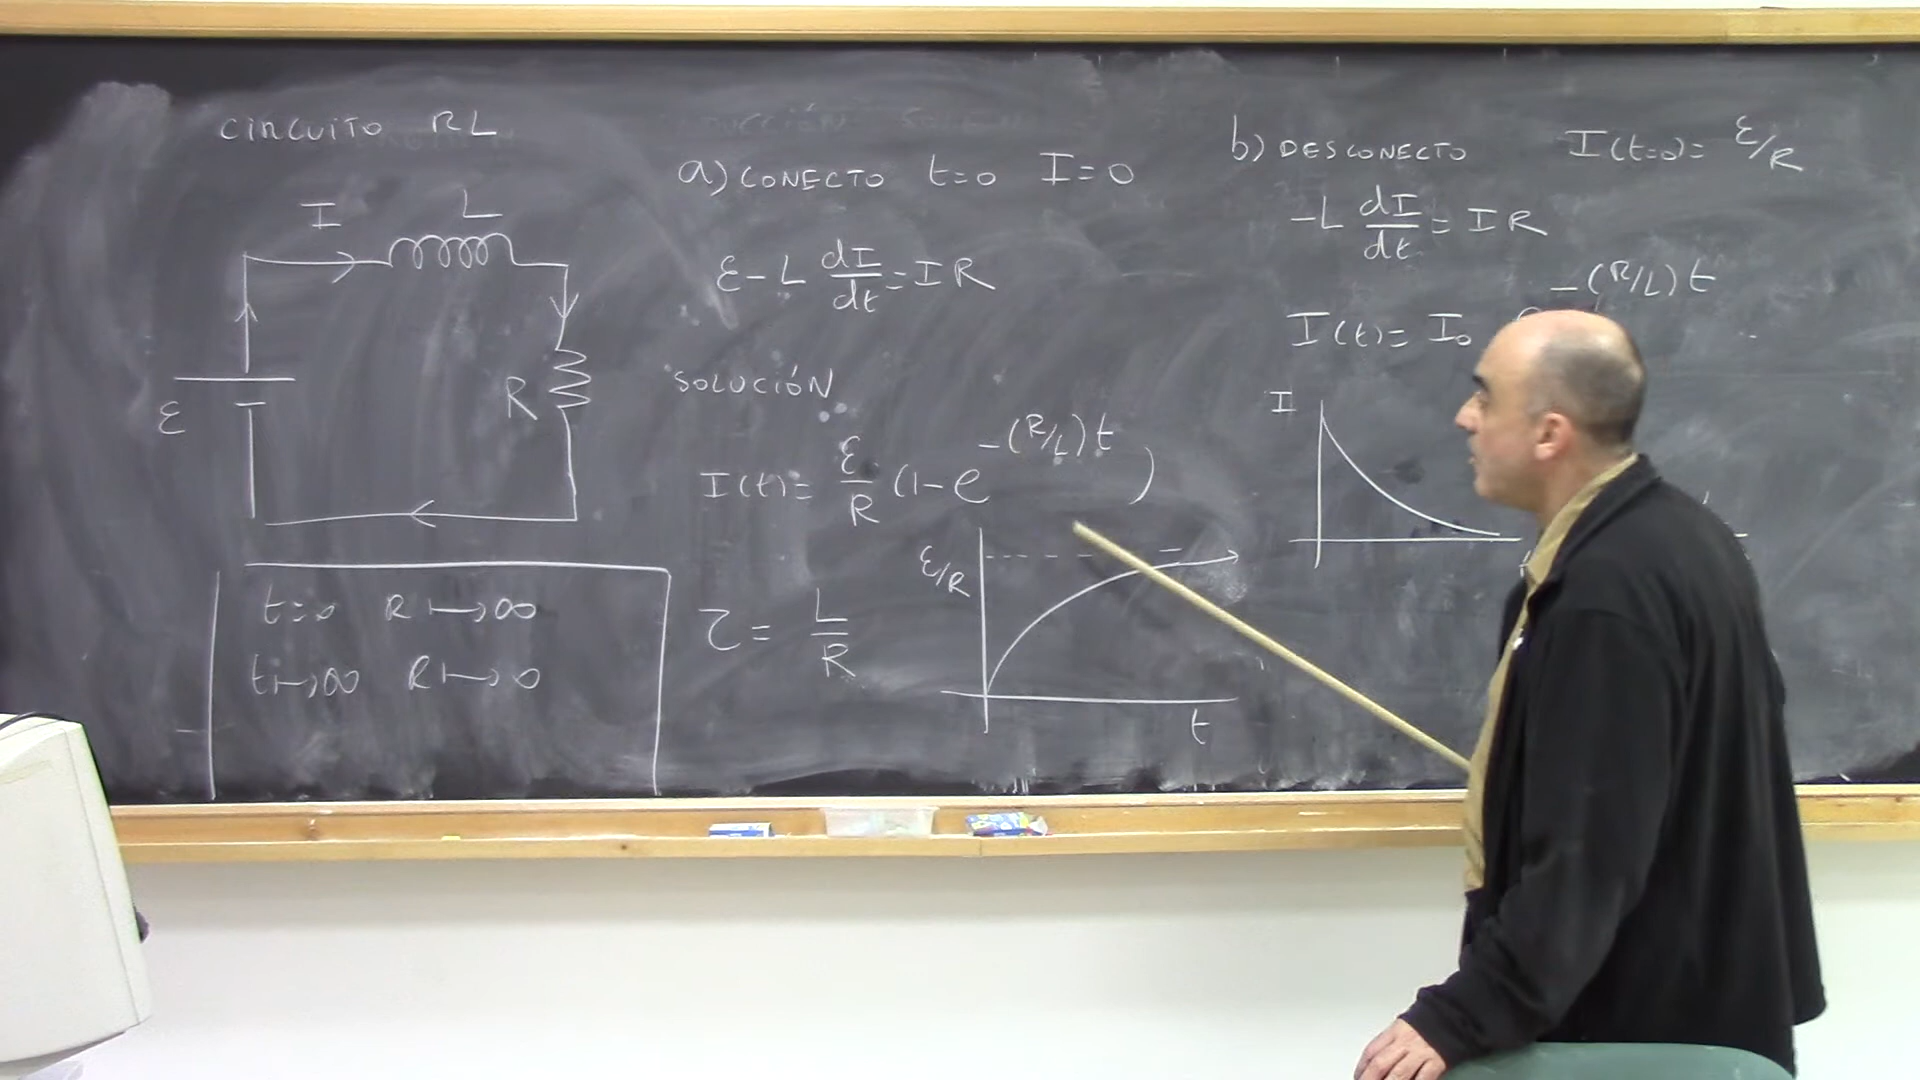 CIRCUITO RL
I
L
R
ε
t=0 R ↦ ∞
t ↦ ∞ R ↦ 0
a) CONECTO t=0 I=0
ε - L dI/dt = IR
SOLUCIÓN
I(t) = ε/R (1-e^-(R/L)t)
τ = L/R
ε/R
t
b) DESCONECTO I(t=0)= ε/R
-L dI/dt = IR
I(t)= I₀ e^-(R/L)t
I